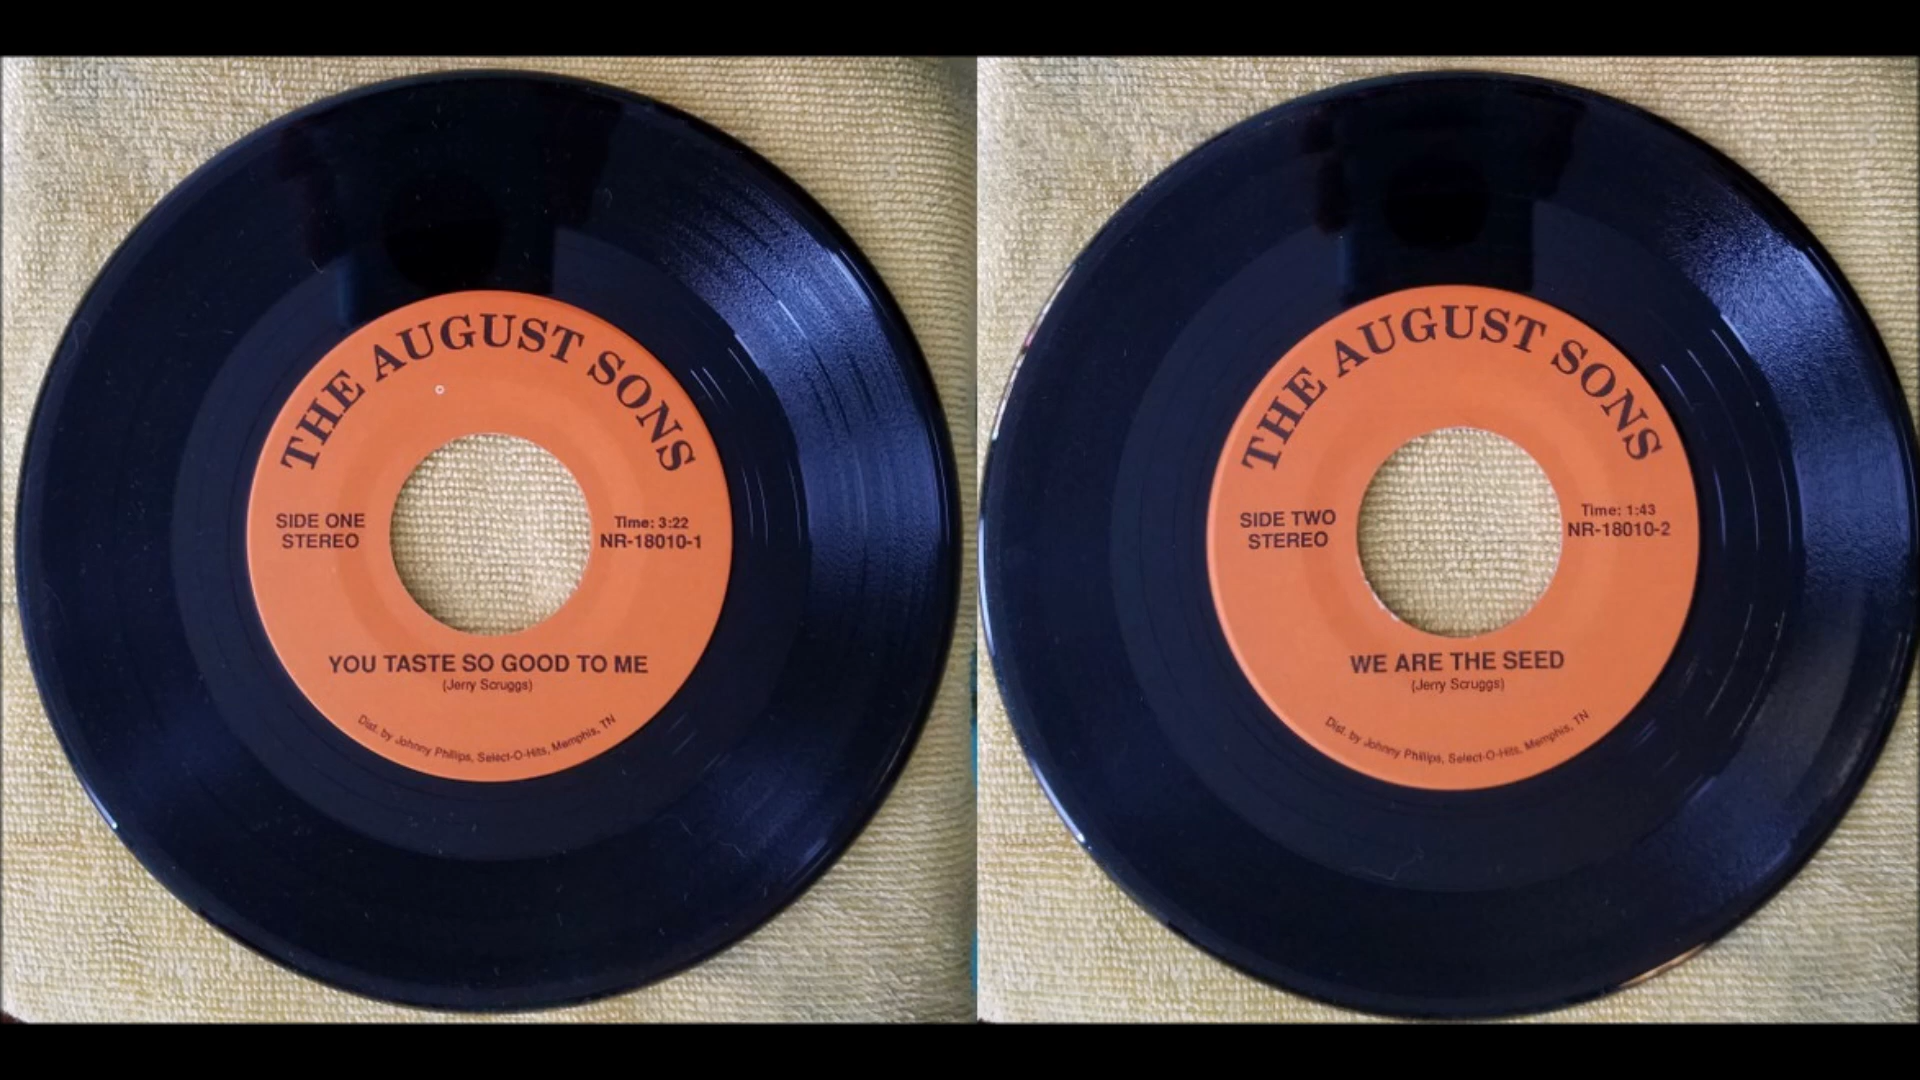 THE AUGUST SONS
SIDE ONE
STEREO
Time: 3:22
NR-18010-1
YOU TASTE SO GOOD TO ME
(Jerry Scruggs)
Dist. by Johnny Phillips, Select-O-Hits, Memphis, TN
THE AUGUST SONS
SIDE TWO
STEREO
Time: 1:43
NR-18010-2
WE ARE THE SEED
(Jerry Scruggs)
Dist. by Johnny Phillips, Select-O-Hits, Memphis, TN